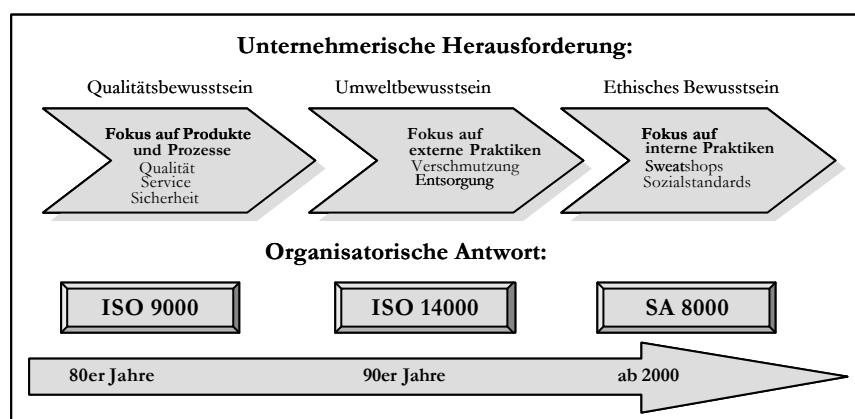 Unternehmerische Herausforderung:
Qualitätsbewusstsein
Umweltbewusstsein
Ethisches Bewusstsein
Fokus auf Produkte
und Prozesse
Qualität
Service
Sicherheit
Fokus auf
externe Praktiken
Verschmutzung
Entsorgung
Fokus auf
interne Praktiken
Sweatshops
Sozialstandards
Organisatorische Antwort:
ISO 9000
ISO 14000
SA 8000
80er Jahre
90er Jahre
ab 2000